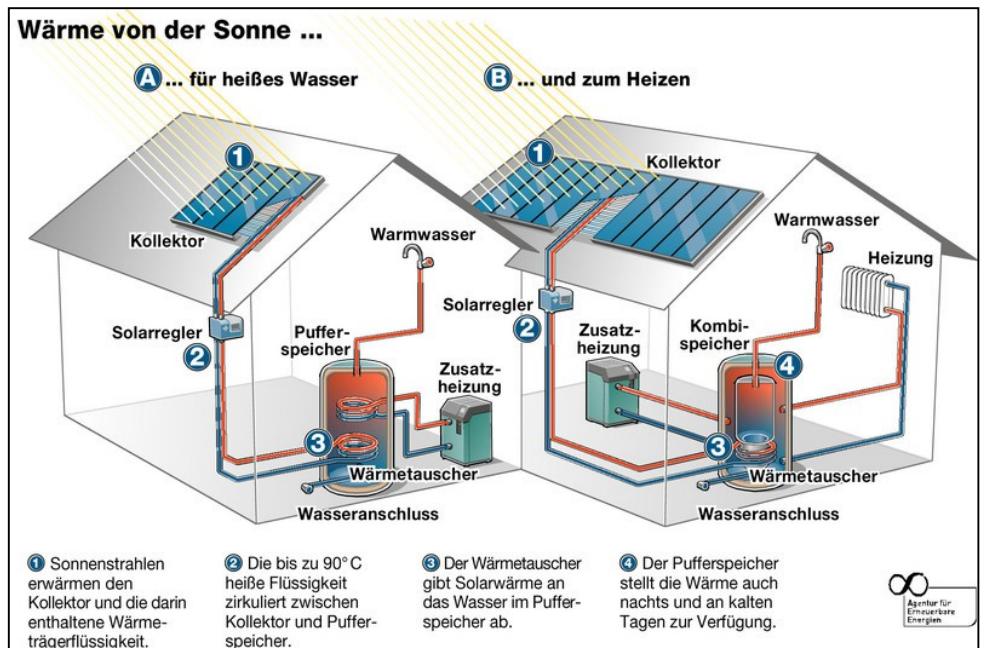 Wärme von der Sonne ...
A ... für heißes Wasser
B ... und zum Heizen
1
Kollektor
Warmwasser
Solarregler
2
Puffer-
speicher
Zusatz-
heizung
3
Wärmetauscher
Wasseranschluss
1
Kollektor
Warmwasser
Heizung
Solarregler
2
Zusatz-
heizung
Kombi-
speicher
4
3
Wärmetauscher
Wasseranschluss
1 Sonnenstrahlen
erwärmen den
Kollektor und die darin
enthaltene Wärme-
trägerflüssigkeit.
2 Die bis zu 90° C
heiße Flüssigkeit
zirkuliert zwischen
Kollektor und Puffer-
speicher.
3 Der Wärmetauscher
gibt Solarwärme an
das Wasser im Puffer-
speicher ab.
4 Der Pufferspeicher
stellt die Wärme auch
nachts und an kalten
Tagen zur Verfügung.
Agentur für
Erneuerbare
Energien